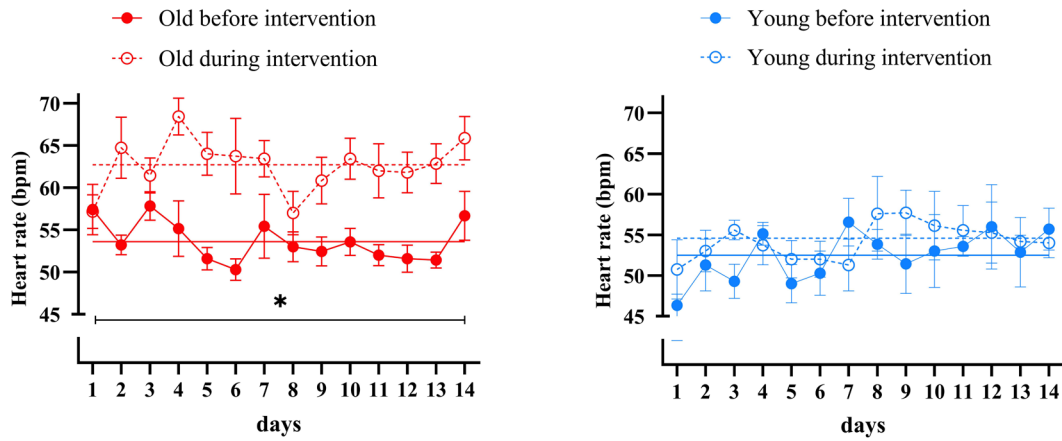 Old before intervention
Old during intervention
70
65
60
55
50
45
Heart rate (bpm)
*
1 2 3 4 5 6 7 8 9 10 11 12 13 14
days
Young before intervention
Young during intervention
70
65
60
55
50
45
Heart rate (bpm)
1 2 3 4 5 6 7 8 9 10 11 12 13 14
days